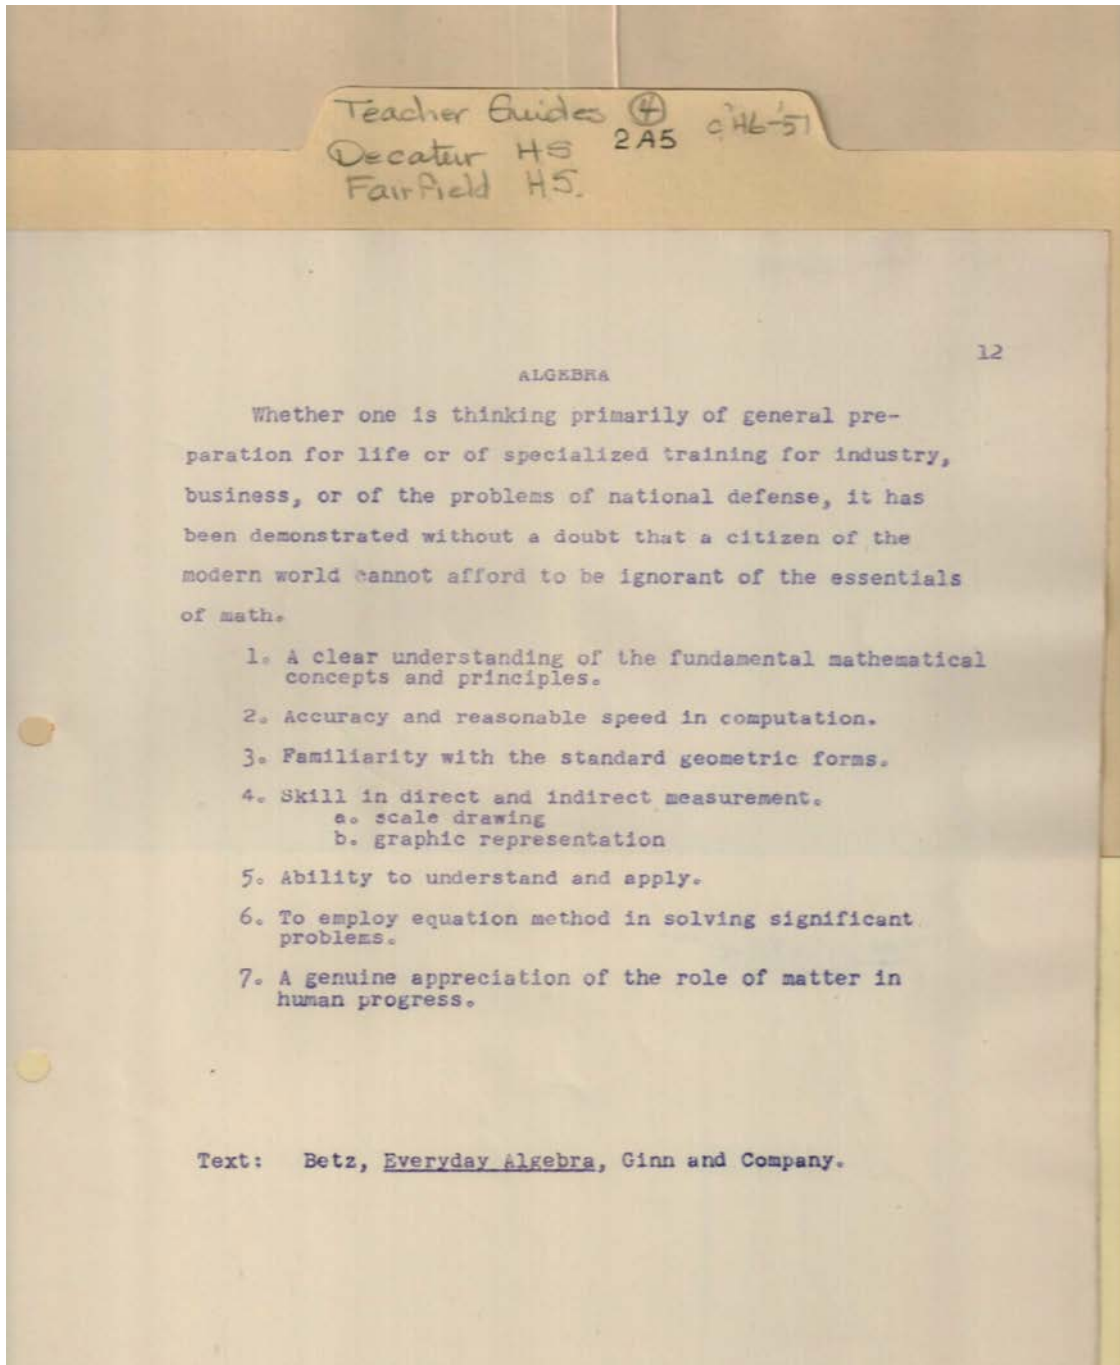 Teacher Guides ④ c'46-'51
Decatur HS 2A5
Fairfield HS.
12
ALGEBRA
Whether one is thinking primarily of general pre-
paration for life or of specialized training for industry,
business, or of the problems of national defense, it has
been demonstrated without a doubt that a citizen of the
modern world cannot afford to be ignorant of the essentials
of math.
1. A clear understanding of the fundamental mathematical
concepts and principles.
2. Accuracy and reasonable speed in computation.
3. Familiarity with the standard geometric forms.
4. Skill in direct and indirect measurement.
a. scale drawing
b. graphic representation
5. Ability to understand and apply.
6. To employ equation method in solving significant
problems.
7. A genuine appreciation of the role of matter in
human progress.
Text: Betz, Everyday Algebra, Ginn and Company.